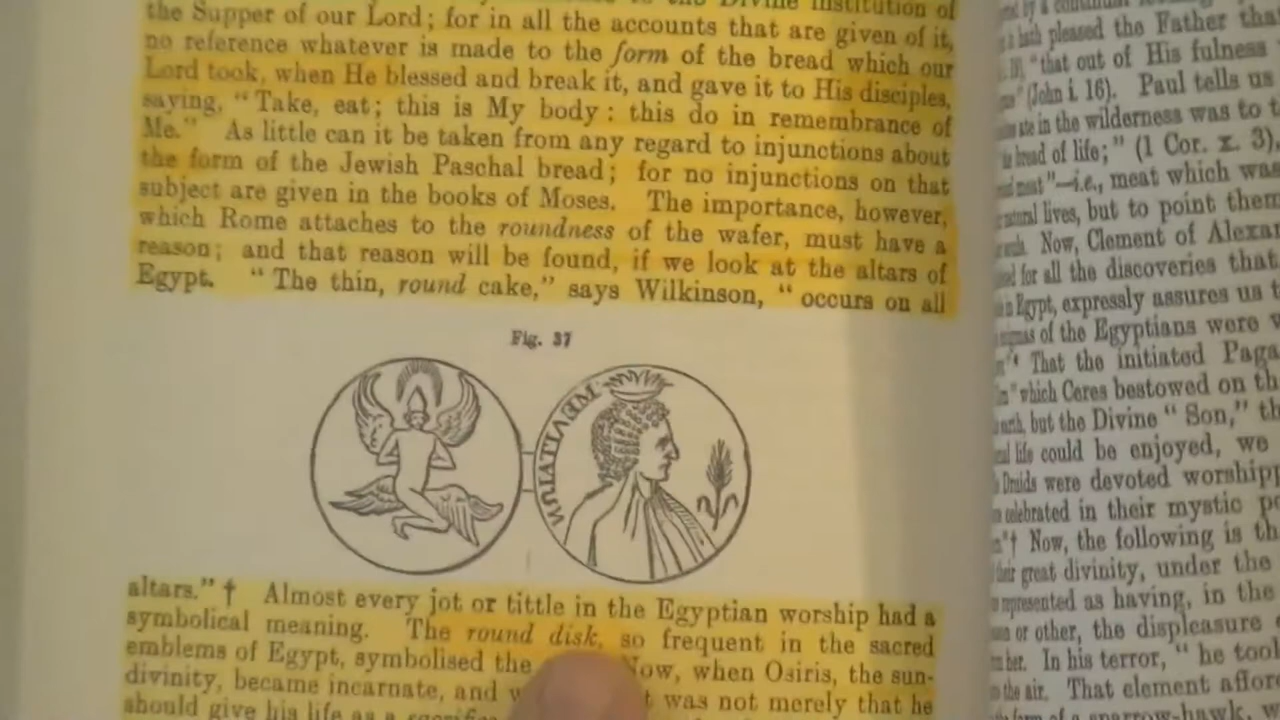 Divine Institution of
the Supper of our Lord; for in all the accounts that are given of it,
no reference whatever is made to the form of the bread which our
Lord took, when He blessed and break it, and gave it to His disciples,
saying, "Take, eat; this is My body: this do in remembrance of
Me." As little can it be taken from any regard to injunctions about
the form of the Jewish Paschal bread; for no injunctions on that
subject are given in the books of Moses. The importance, however,
which Rome attaches to the roundness of the wafer, must have a
reason; and that reason will be found, if we look at the altars of
Egypt. "The thin, round cake," says Wilkinson, "occurs on all
Fig. 37
altars." † Almost every jot or tittle in the Egyptian worship had a
symbolical meaning. The round disk, so frequent in the sacred
emblems of Egypt, symbolised the Now, when Osiris, the sun-
divinity, became incarnate, and was not merely that he
should give his life as a
pleased the Father that
"that out of His fulness
(John i. 16). Paul tells us
in the wilderness was to
bread of life;" (1 Cor. x. 3),
—i.e., meat which was
lives, but to point them
Now, Clement of
for all the discoveries that
Egypt, expressly assures us
of the Egyptians were
That the initiated
which Ceres bestowed on
but the Divine "Son,"
life could be enjoyed, we
Druids were devoted
celebrated in their mystic
† Now, the following is
great divinity, under the
represented as having, in the
or other, the displeasure
In his terror, "he took
the air. That element
of a sparrow-hawk,